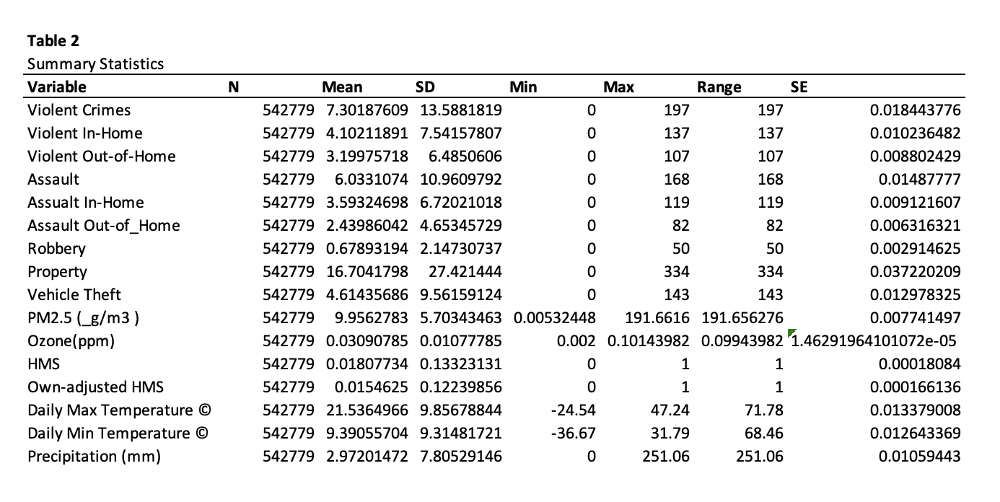 Table 2
Summary Statistics
Variable N Mean SD Min Max Range SE
Violent Crimes 542779 7.30187609 13.5881819 0 197 197 0.018443776
Violent In-Home 542779 4.10211891 7.54157807 0 137 137 0.010236482
Violent Out-of-Home 542779 3.19975718 6.4850606 0 107 107 0.008802429
Assault 542779 6.0331074 10.9609792 0 168 168 0.01487777
Assualt In-Home 542779 3.59324698 6.72021018 0 119 119 0.009121607
Assault Out-of_Home 542779 2.43986042 4.65345729 0 82 82 0.006316321
Robbery 542779 0.67893194 2.14730737 0 50 50 0.002914625
Property 542779 16.7041798 27.421444 0 334 334 0.037220209
Vehicle Theft 542779 4.61435686 9.56159124 0 143 143 0.012978325
PM2.5 (_g/m3 ) 542779 9.9562783 5.70343463 0.00532448 191.6616 191.656276 0.007741497
Ozone(ppm) 542779 0.03090785 0.01077785 0.002 0.10143982 0.09943982 1.46291964101072e-05
HMS 542779 0.01807734 0.13323131 0 1 1 0.00018084
Own-adjusted HMS 542779 0.0154625 0.12239856 0 1 1 0.000166136
Daily Max Temperature © 542779 21.5364966 9.85678844 -24.54 47.24 71.78 0.013379008
Daily Min Temperature © 542779 9.39055704 9.31481721 -36.67 31.79 68.46 0.012643369
Precipitation (mm) 542779 2.97201472 7.80529146 0 251.06 251.06 0.01059443